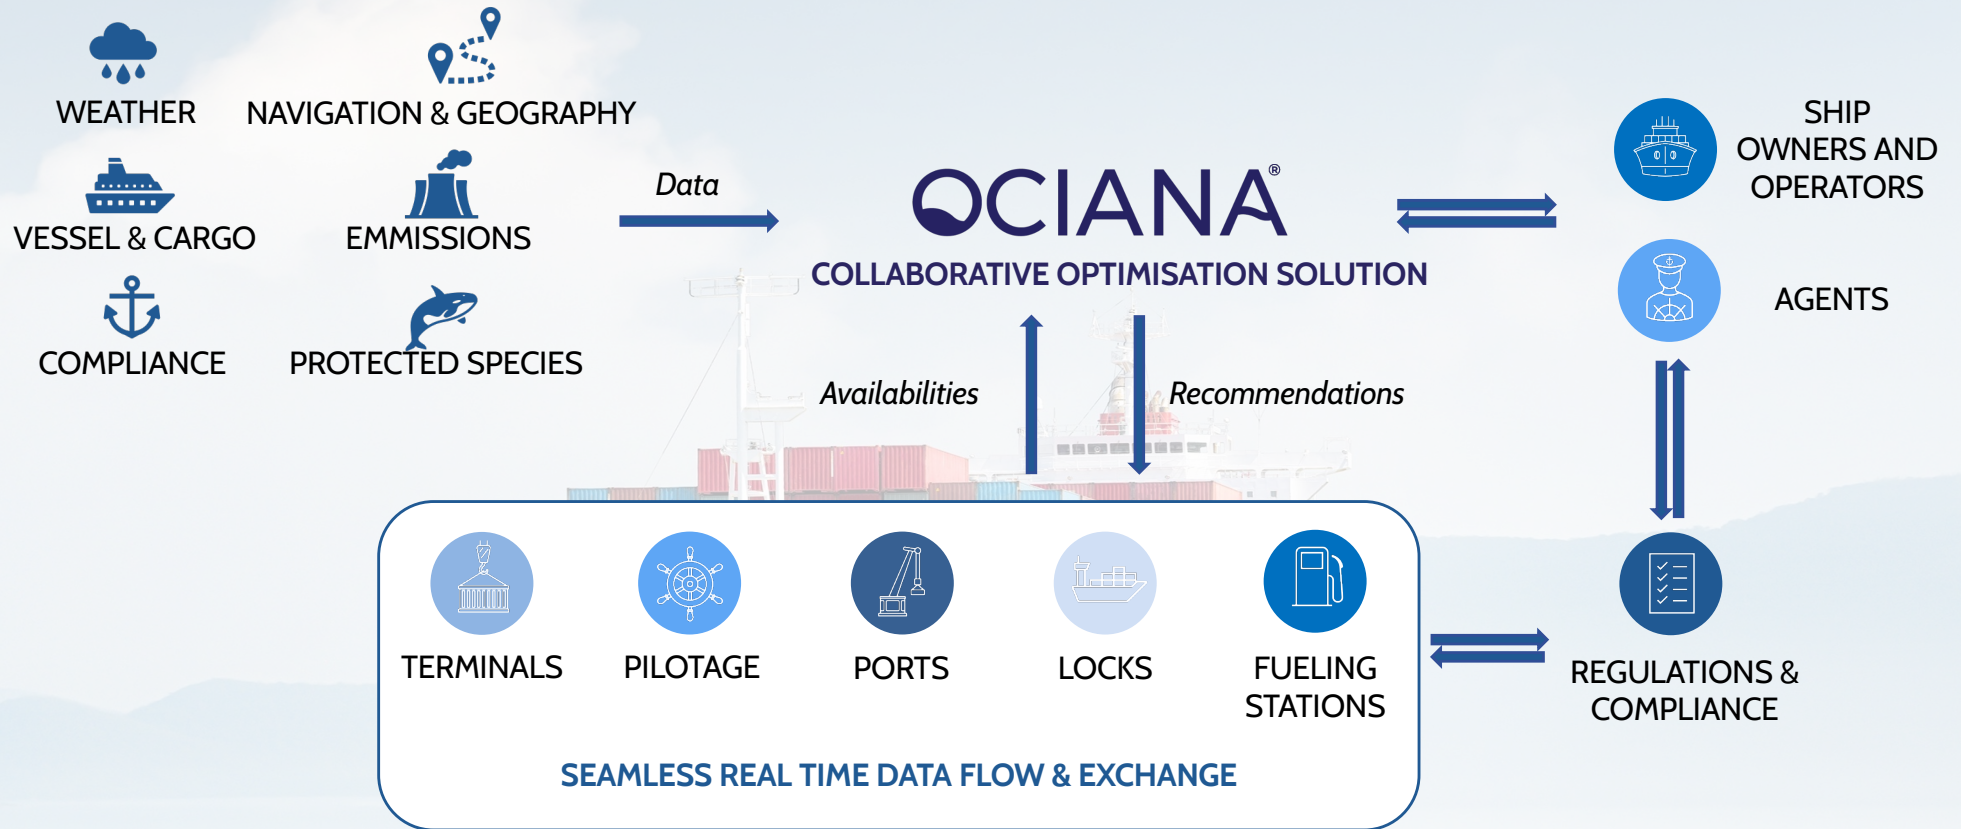 WEATHER
NAVIGATION & GEOGRAPHY
VESSEL & CARGO
EMMISSIONS
COMPLIANCE
PROTECTED SPECIES
Data
OCIANA®
COLLABORATIVE OPTIMISATION SOLUTION
Availabilities
Recommendations
SHIP
OWNERS AND
OPERATORS
AGENTS
TERMINALS
PILOTAGE
PORTS
LOCKS
FUELING
STATIONS
SEAMLESS REAL TIME DATA FLOW & EXCHANGE
REGULATIONS &
COMPLIANCE